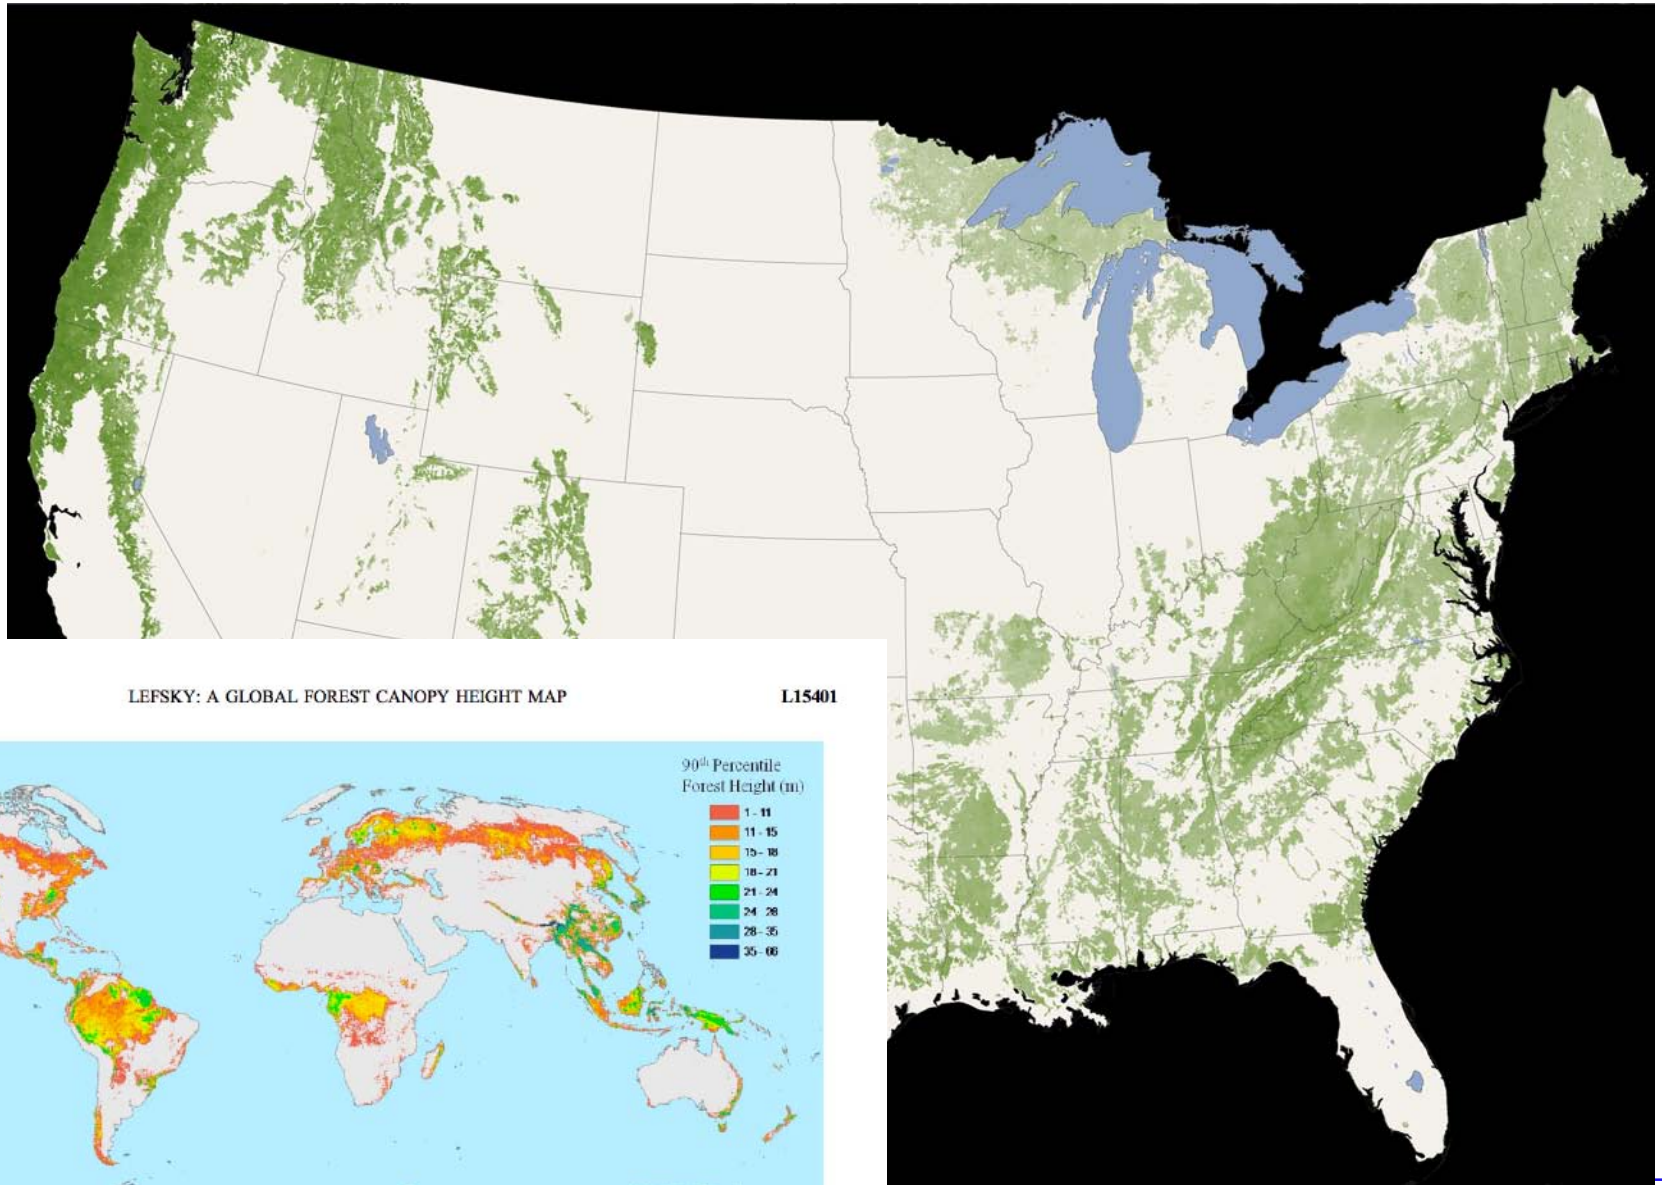 LEFSKY: A GLOBAL FOREST CANOPY HEIGHT MAP L15401
90th Percentile
Forest Height (m)
1 - 11
11 - 15
15 - 18
18 - 21
21 - 24
24 - 28
28 - 35
35 - 66